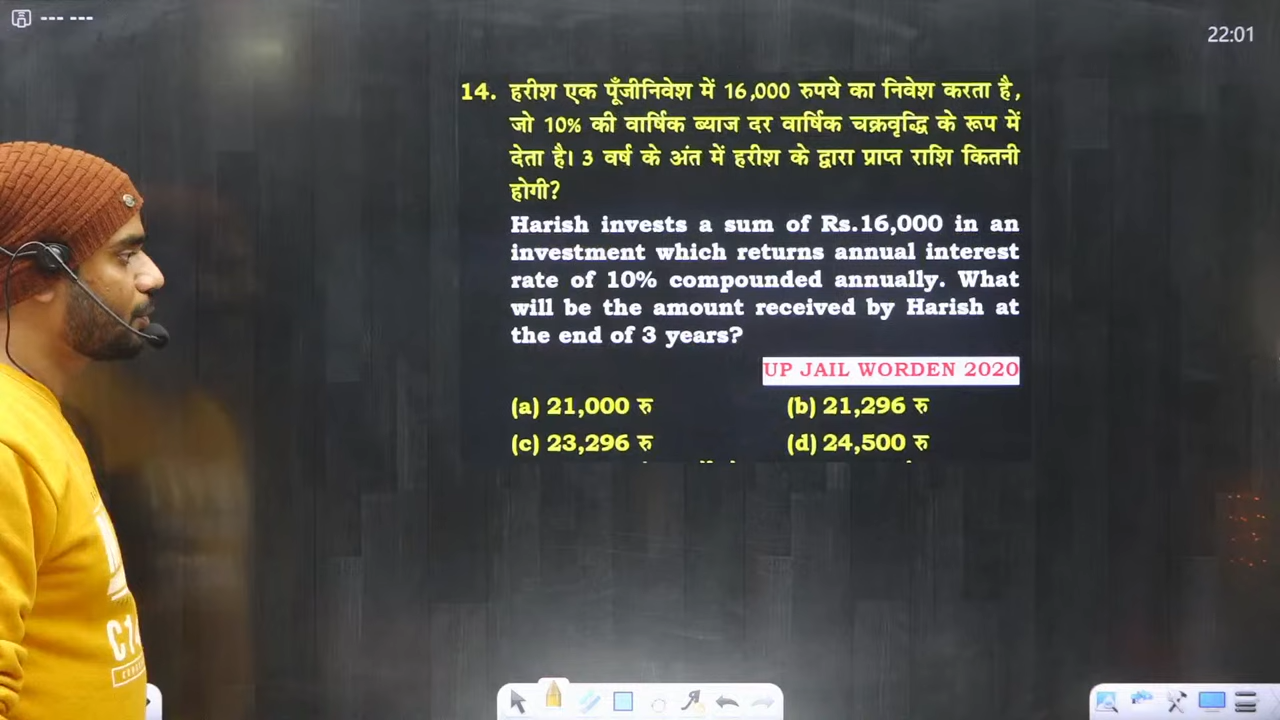 --- ---
22:01
14. हरीश एक पूँजीनिवेश में 16,000 रुपये का निवेश करता है,
जो 10% की वार्षिक ब्याज दर वार्षिक चक्रवृद्धि के रूप में
देता है। 3 वर्ष के अंत में हरीश के द्वारा प्राप्त राशि कितनी
होगी?
Harish invests a sum of Rs.16,000 in an
investment which returns annual interest
rate of 10% compounded annually. What
will be the amount received by Harish at
the end of 3 years?
UP JAIL WORDEN 2020
(a) 21,000 रु (b) 21,296 रु
(c) 23,296 रु (d) 24,500 रु